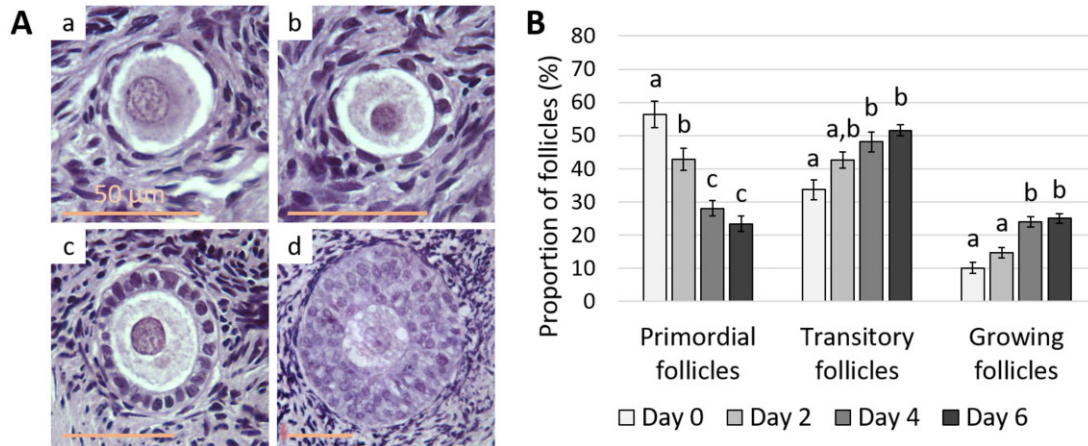 A
a
b
50 µm
c
d
B
Proportion of follicles (%)
80
70
60
50
40
30
20
10
0
a
b
c
c
a
a,b
b
b
a
a
b
b
Primordial
follicles
Transitory
follicles
Growing
follicles
Day 0
Day 2
Day 4
Day 6